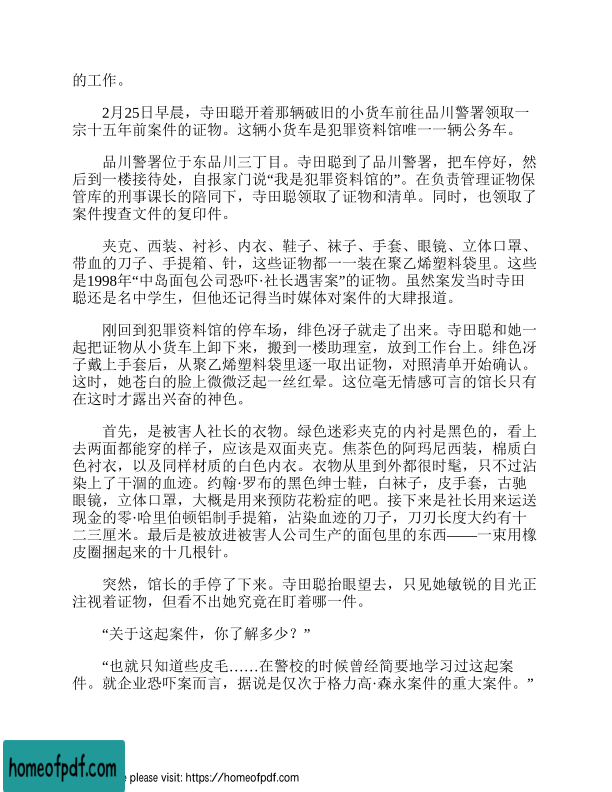 的工作。
2月25日早晨，寺田聪开着那辆破旧的小货车前往品川警署领取一
宗十五年前案件的证物。这辆小货车是犯罪资料馆唯一一辆公务车。
品川警署位于东品川三丁目。寺田聪到了品川警署，把车停好，然
后到一楼接待处，自报家门说“我是犯罪资料馆的”。在负责管理证物保
管库的刑事课长的陪同下，寺田聪领取了证物和清单。同时，也领取了
案件搜查文件的复印件。
夹克、西装、衬衫、内衣、鞋子、袜子、手套、眼镜、立体口罩、
带血的刀子、手提箱、针，这些证物都一一装在聚乙烯塑料袋里。这些
是1998年“中岛面包公司恐吓·社长遇害案”的证物。虽然案发当时寺田
聪还是名中学生，但他还记得当时媒体对案件的大肆报道。
刚回到犯罪资料馆的停车场，绯色冴子就走了出来。寺田聪和她一
起把证物从小货车上卸下来，搬到一楼助理室，放到工作台上。绯色冴
子戴上手套后，从聚乙烯塑料袋里逐一取出证物，对照清单开始确认。
这时，她苍白的脸上微微泛起一丝红晕。这位毫无情感可言的馆长只有
在这时才露出兴奋的神色。
首先，是被害人社长的衣物。绿色迷彩夹克的内衬是黑色的，看上
去两面都能穿的样子，应该是双面夹克。焦茶色的阿玛尼西装，棉质白
色衬衣，以及同样材质的白色内衣。衣物从里到外都很时髦，只不过沾
染上了干涸的血迹。约翰·罗布的黑色绅士鞋，白袜子，皮手套，古驰
眼镜，立体口罩，大概是用来预防花粉症的吧。接下来是社长用来运送
现金的零·哈里伯顿铝制手提箱，沾染血迹的刀子，刀刃长度大约有十
二三厘米。最后是被放进被害人公司生产的面包里的东西——一束用橡
皮圈捆起来的十几根针。
突然，馆长的手停了下来。寺田聪抬眼望去，只见她敏锐的目光正
注视着证物，但看不出她究竟在盯着哪一件。
“关于这起案件，你了解多少？”
“也就只知道些皮毛……在警校的时候曾经简要地学习过这起案
件。就企业恐吓案而言，据说是仅次于格力高·森永案件的重大案件。”
homeofpdf.com
please visit: https://homeofpdf.com